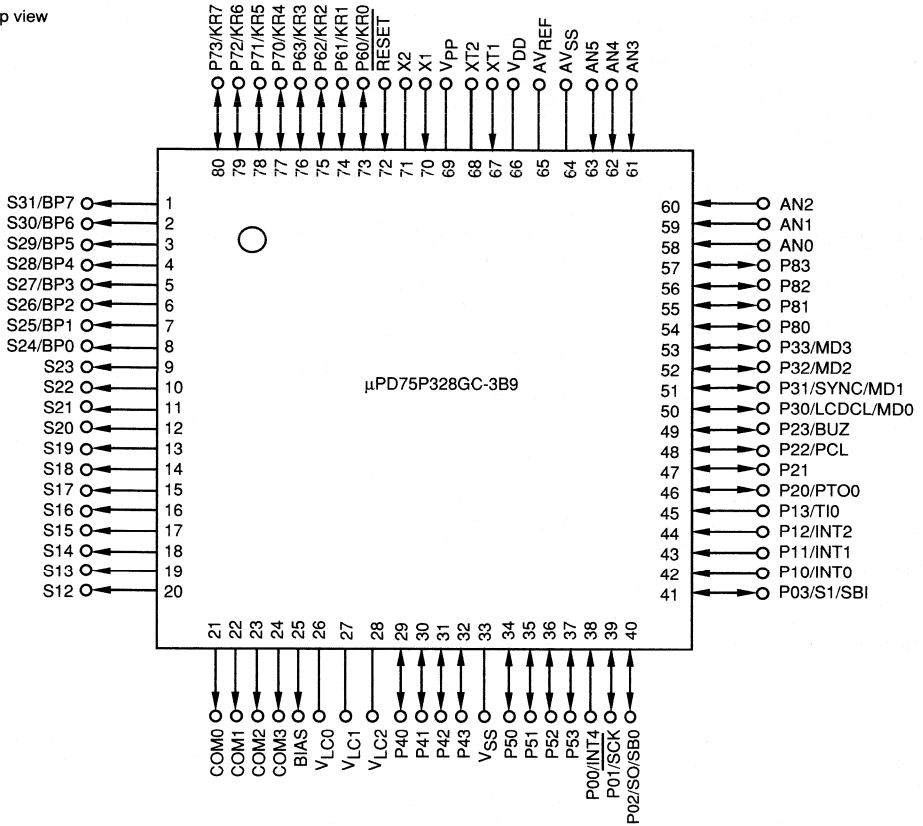 p view
P73/KR7
P72/KR6
P71/KR5
P70/KR4
P63/KR3
P62/KR2
P61/KR1
P60/KR0
RESET
X2
X1
VPP
XT2
XT1
VDD
AVREF
AVSS
AN5
AN4
AN3
80 79 78 77 76 75 74 73 72 71 70 69 68 67 66 65 64 63 62 61
S31/BP7 1
S30/BP6 2
S29/BP5 3
S28/BP4 4
S27/BP3 5
S26/BP2 6
S25/BP1 7
S24/BP0 8
S23 9
S22 10
S21 11
S20 12
S19 13
S18 14
S17 15
S16 16
S15 17
S14 18
S13 19
S12 20
µPD75P328GC-3B9
60 AN2
59 AN1
58 AN0
57 P83
56 P82
55 P81
54 P80
53 P33/MD3
52 P32/MD2
51 P31/SYNC/MD1
50 P30/LCDCL/MD0
49 P23/BUZ
48 P22/PCL
47 P21
46 P20/PTO0
45 P13/TI0
44 P12/INT2
43 P11/INT1
42 P10/INT0
41 P03/S1/SBI
21 22 23 24 25 26 27 28 29 30 31 32 33 34 35 36 37 38 39 40
COM0
COM1
COM2
COM3
BIAS
VLC0
VLC1
VLC2
P40
P41
P42
P43
VSS
P50
P51
P52
P53
P00/INT4
P01/SCK
P02/SO/SB0